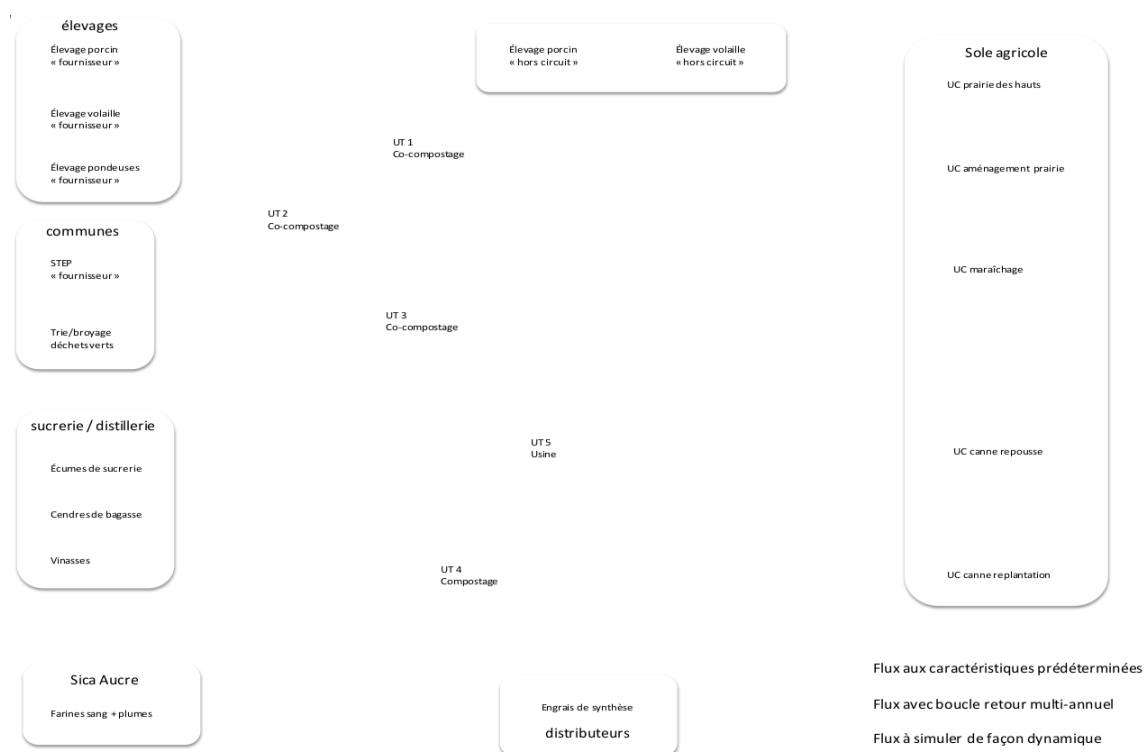 élevages
Élevage porcin
« fournisseur »
Élevage volaille
« fournisseur »
Élevage pondeuses
« fournisseur »
communes
STEP
« fournisseur »
Trie/broyage
déchets verts
sucrerie / distillerie
Écumes de sucrerie
Cendres de bagasse
Vinasses
Sica Aucre
Farines sang + plumes
Élevage porcin
« hors circuit »
Élevage volaille
« hors circuit »
UT 1
Co-compostage
UT 2
Co-compostage
UT 3
Co-compostage
UT 5
Usine
UT 4
Compostage
Engrais de synthèse
distributeurs
Sole agricole
UC prairie des hauts
UC aménagement prairie
UC maraîchage
UC canne repousse
UC canne replantation
Flux aux caractéristiques prédéterminées
Flux avec boucle retour multi-annuel
Flux à simuler de façon dynamique